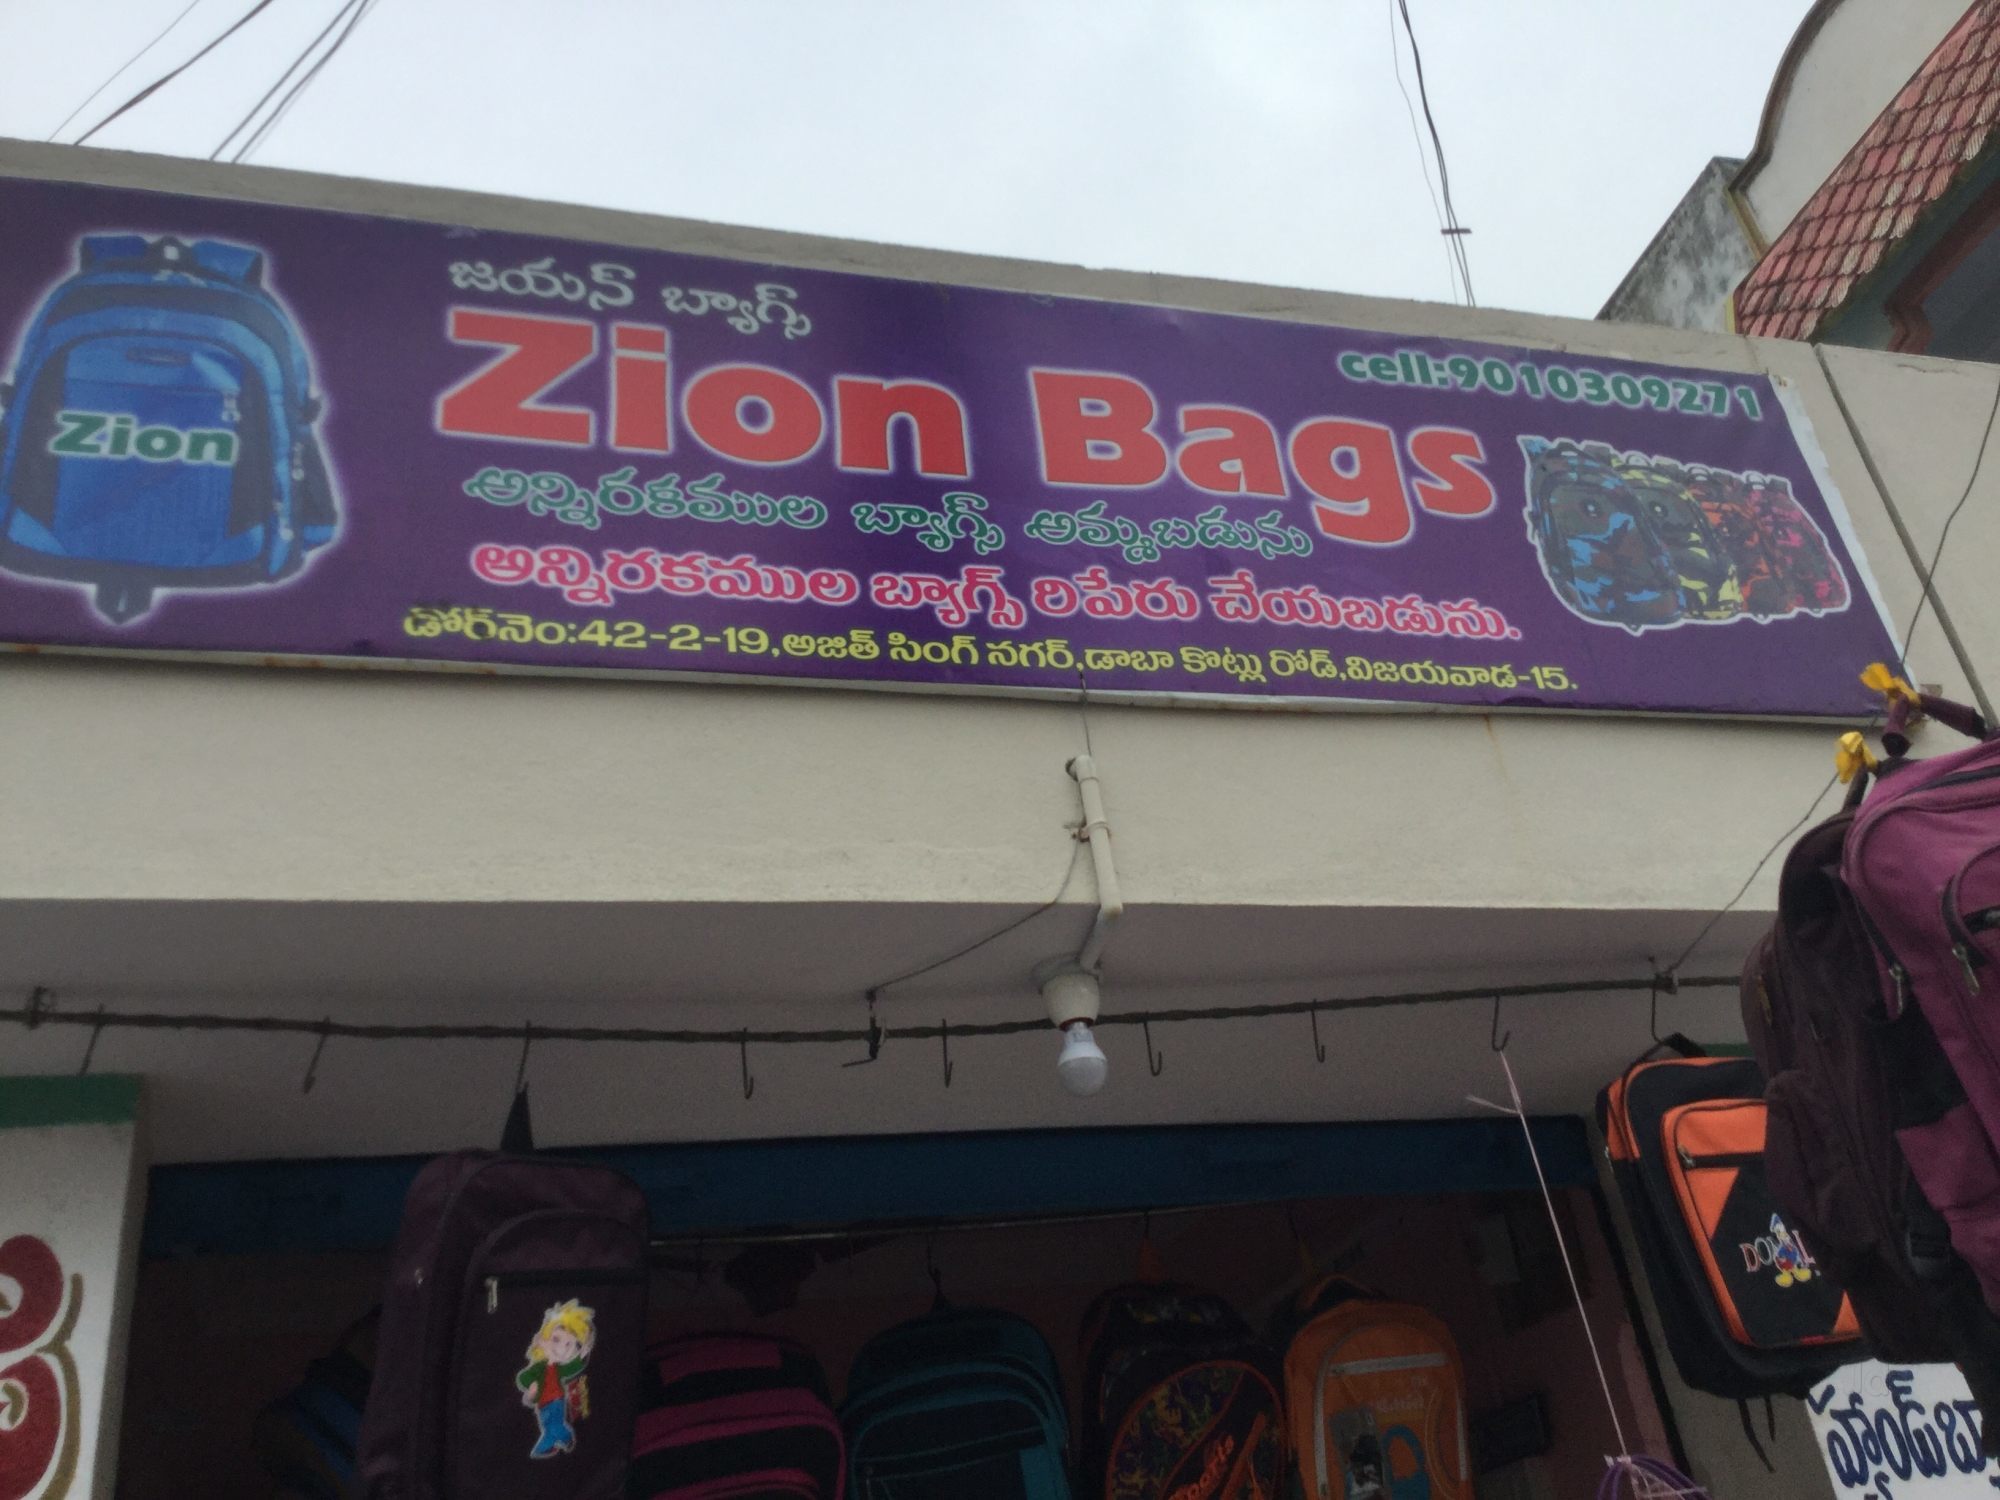 జయన్ బ్యాగ్స్
Zion Bags
cell:9010309271
Zion
అన్నిరకముల బ్యాగ్స్ అమ్మబడును
అన్నిరకముల బ్యాగ్స్ రిపేరు చేయబడును.
డోర్‌నెం:42-2-19,అజిత్ సింగ్ నగర్,డాబా కొట్లు రోడ్,విజయవాడ-15.